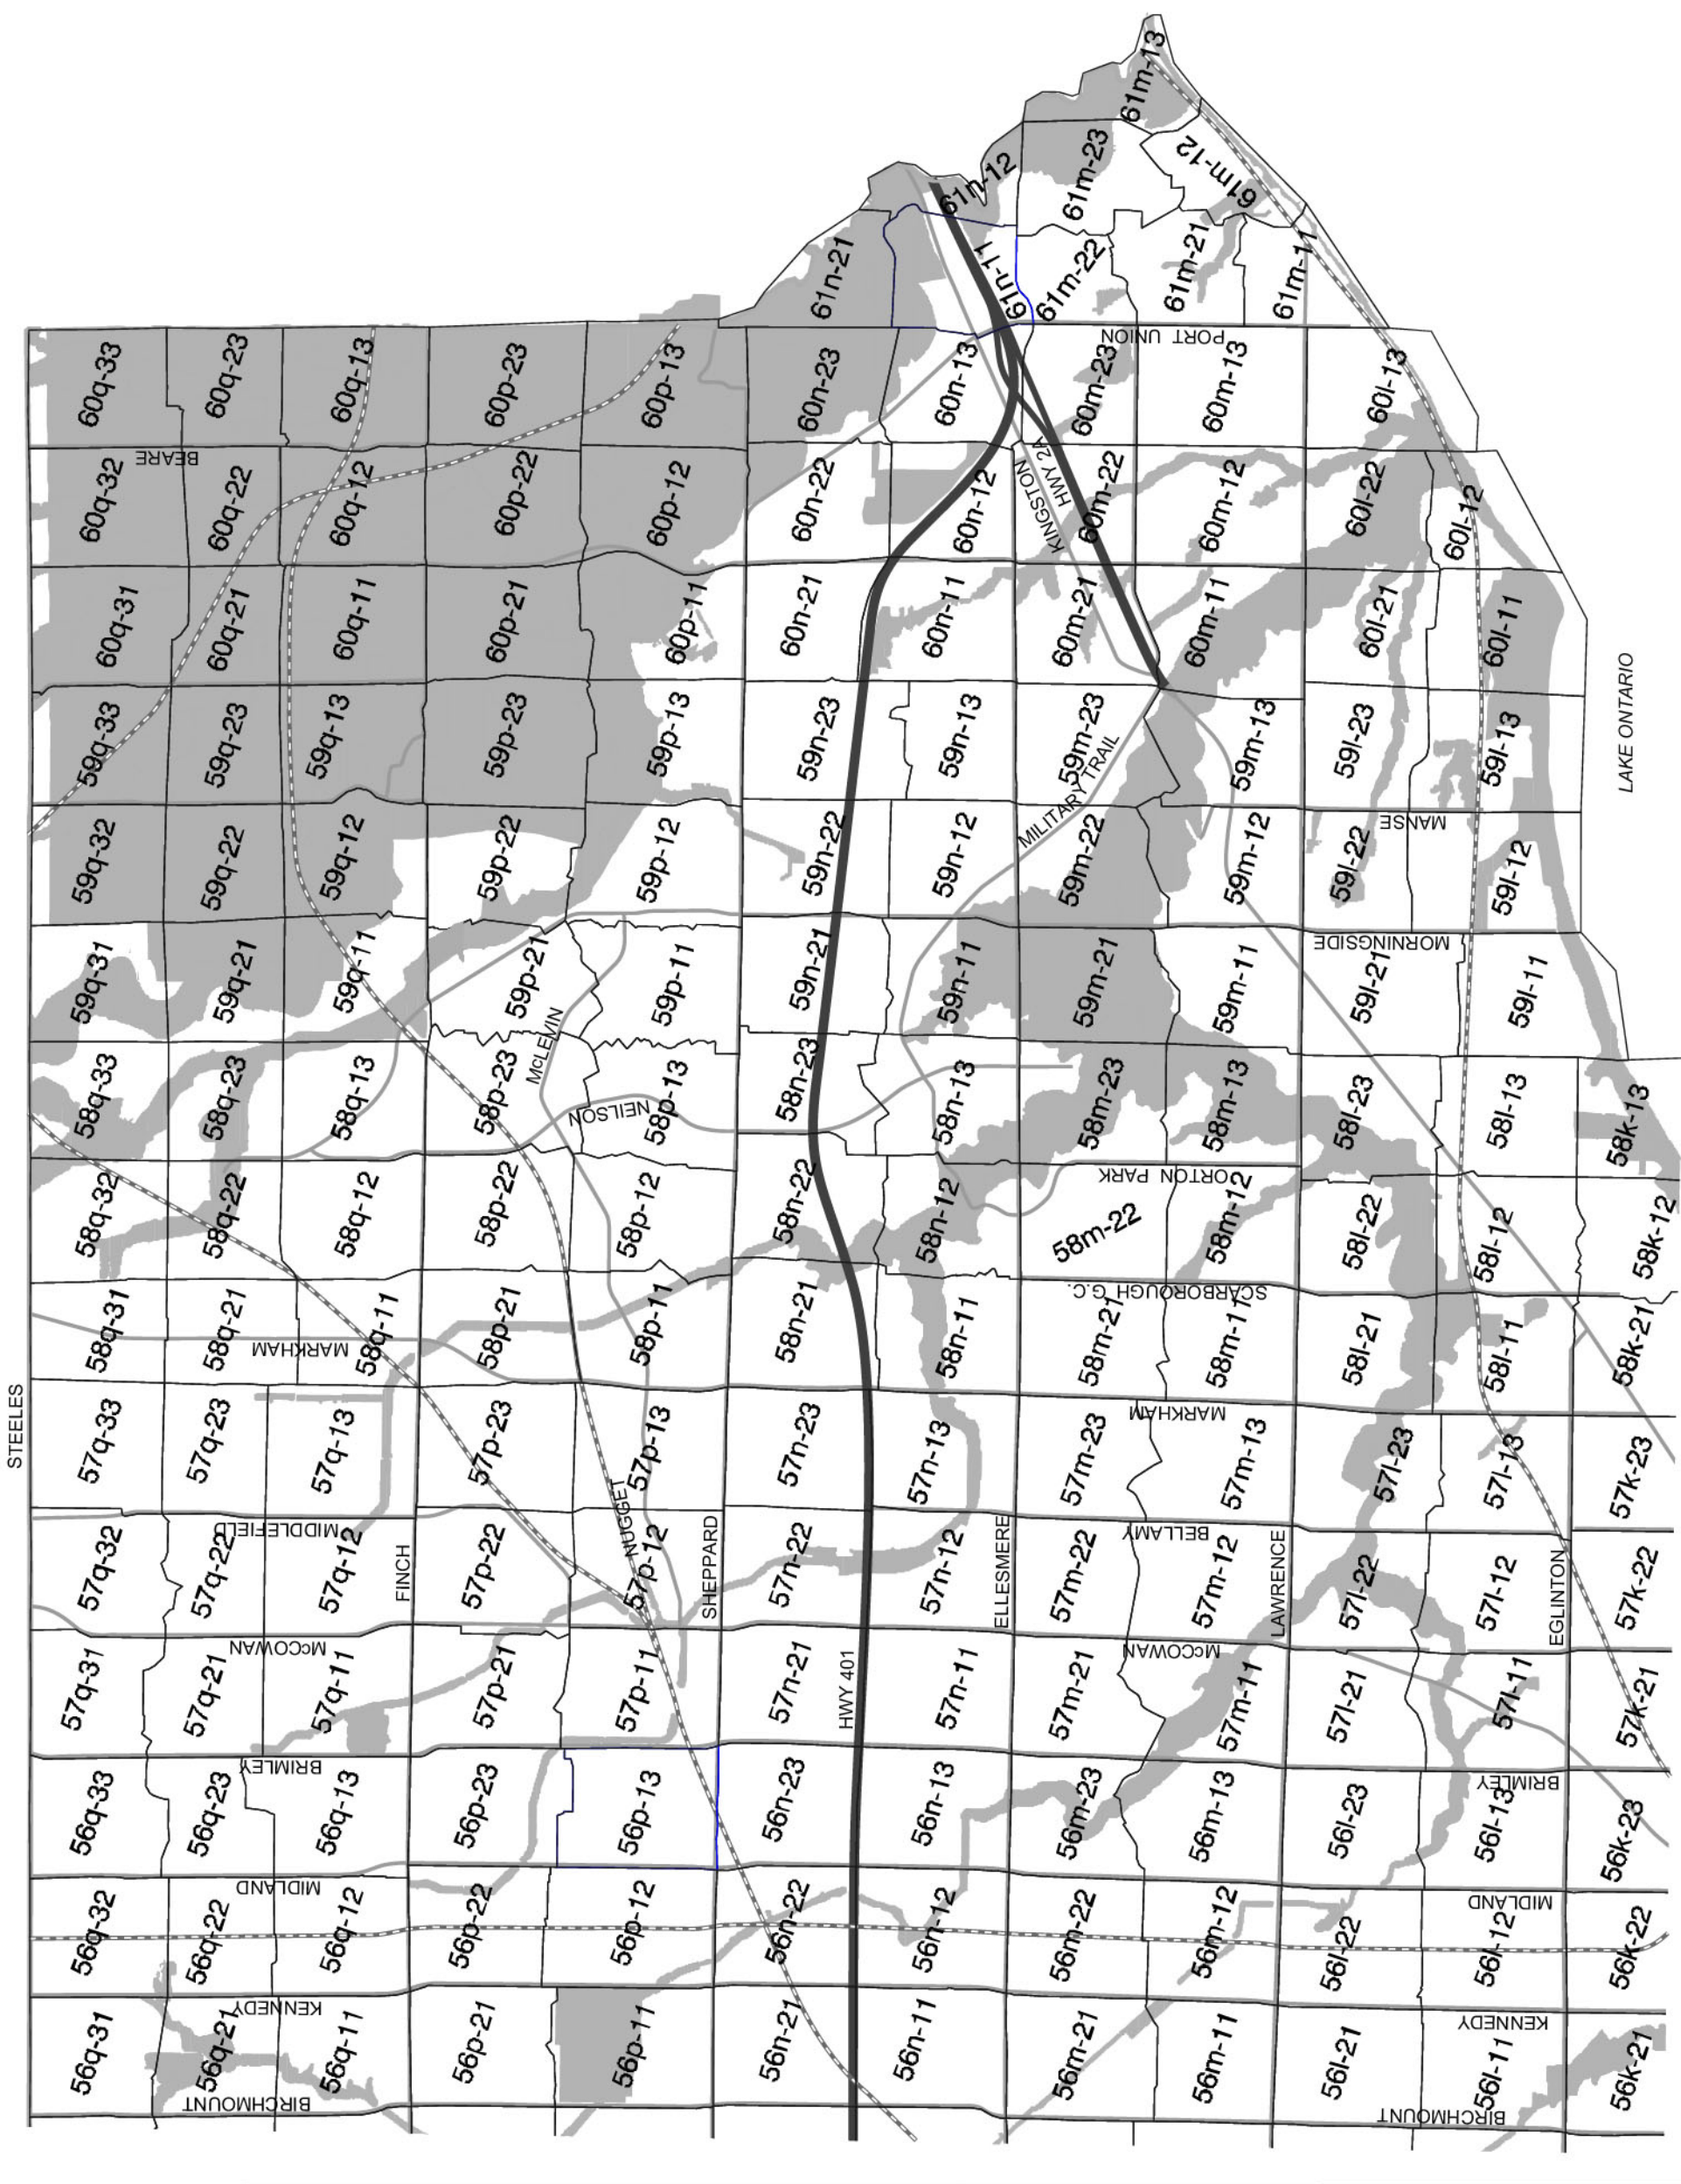 STEELES
56q-31
56q-32
56q-33
57q-31
57q-32
57q-33
58q-31
58q-32
58q-33
59q-31
59q-32
59q-33
60q-31
60q-32
60q-33
BEARE
56q-21
56q-22
56q-23
57q-21
57q-22
57q-23
58q-21
58q-22
58q-23
59q-21
59q-22
59q-23
60q-21
60q-22
60q-23
BIRCHMOUNT
KENNEDY
MIDLAND
BRIMLEY
McCOWAN
MIDDLEFIELD
MARKHAM
56q-11
56q-12
56q-13
57q-11
57q-12
57q-13
58q-11
58q-12
58q-13
59q-11
59q-12
59q-13
60q-11
60q-12
60q-13
FINCH
56p-21
56p-22
56p-23
57p-21
57p-22
57p-23
58p-21
58p-22
58p-23
59p-21
59p-22
59p-23
60p-21
60p-22
60p-23
McLEVIN
NEILSON
NUGGET
56p-11
56p-12
56p-13
57p-11
57p-12
57p-13
58p-11
58p-12
58p-13
59p-11
59p-12
59p-13
60p-11
60p-12
60p-13
SHEPPARD
56n-21
56n-22
56n-23
57n-21
57n-22
57n-23
58n-21
58n-22
58n-23
59n-21
59n-22
59n-23
60n-21
60n-22
60n-23
61n-21
HWY 401
56n-11
56n-12
56n-13
57n-11
57n-12
57n-13
58n-11
58n-12
58n-13
59n-11
59n-12
59n-13
60n-11
60n-12
60n-13
61n-11
61n-12
ELLESMERE
MILITARY TRAIL
KINGSTON
HWY 2A
56m-21
56m-22
56m-23
57m-21
57m-22
57m-23
58m-21
58m-22
58m-23
59m-21
59m-22
59m-23
60m-21
60m-22
60m-23
61m-22
61m-23
61m-13
McCOWAN
BELLAMY
MARKHAM
SCARBOROUGH G.C.
ORTON PARK
PORT UNION
56m-11
56m-12
56m-13
57m-11
57m-12
57m-13
58m-11
58m-12
58m-13
59m-11
59m-12
59m-13
60m-11
60m-12
60m-13
61m-21
61m-12
61m-11
LAWRENCE
56l-21
56l-22
56l-23
57l-21
57l-22
57l-23
58l-21
58l-22
58l-23
59l-21
59l-22
59l-23
60l-21
60l-22
60l-13
BIRCHMOUNT
KENNEDY
MIDLAND
BRIMLEY
MORNINGSIDE
MANSE
56l-11
56l-12
56l-13
57l-11
57l-12
57l-13
58l-11
58l-12
58l-13
59l-11
59l-12
59l-13
60l-11
60l-12
EGLINTON
56k-21
56k-22
56k-23
57k-21
57k-22
57k-23
58k-21
58k-12
58k-13
LAKE ONTARIO